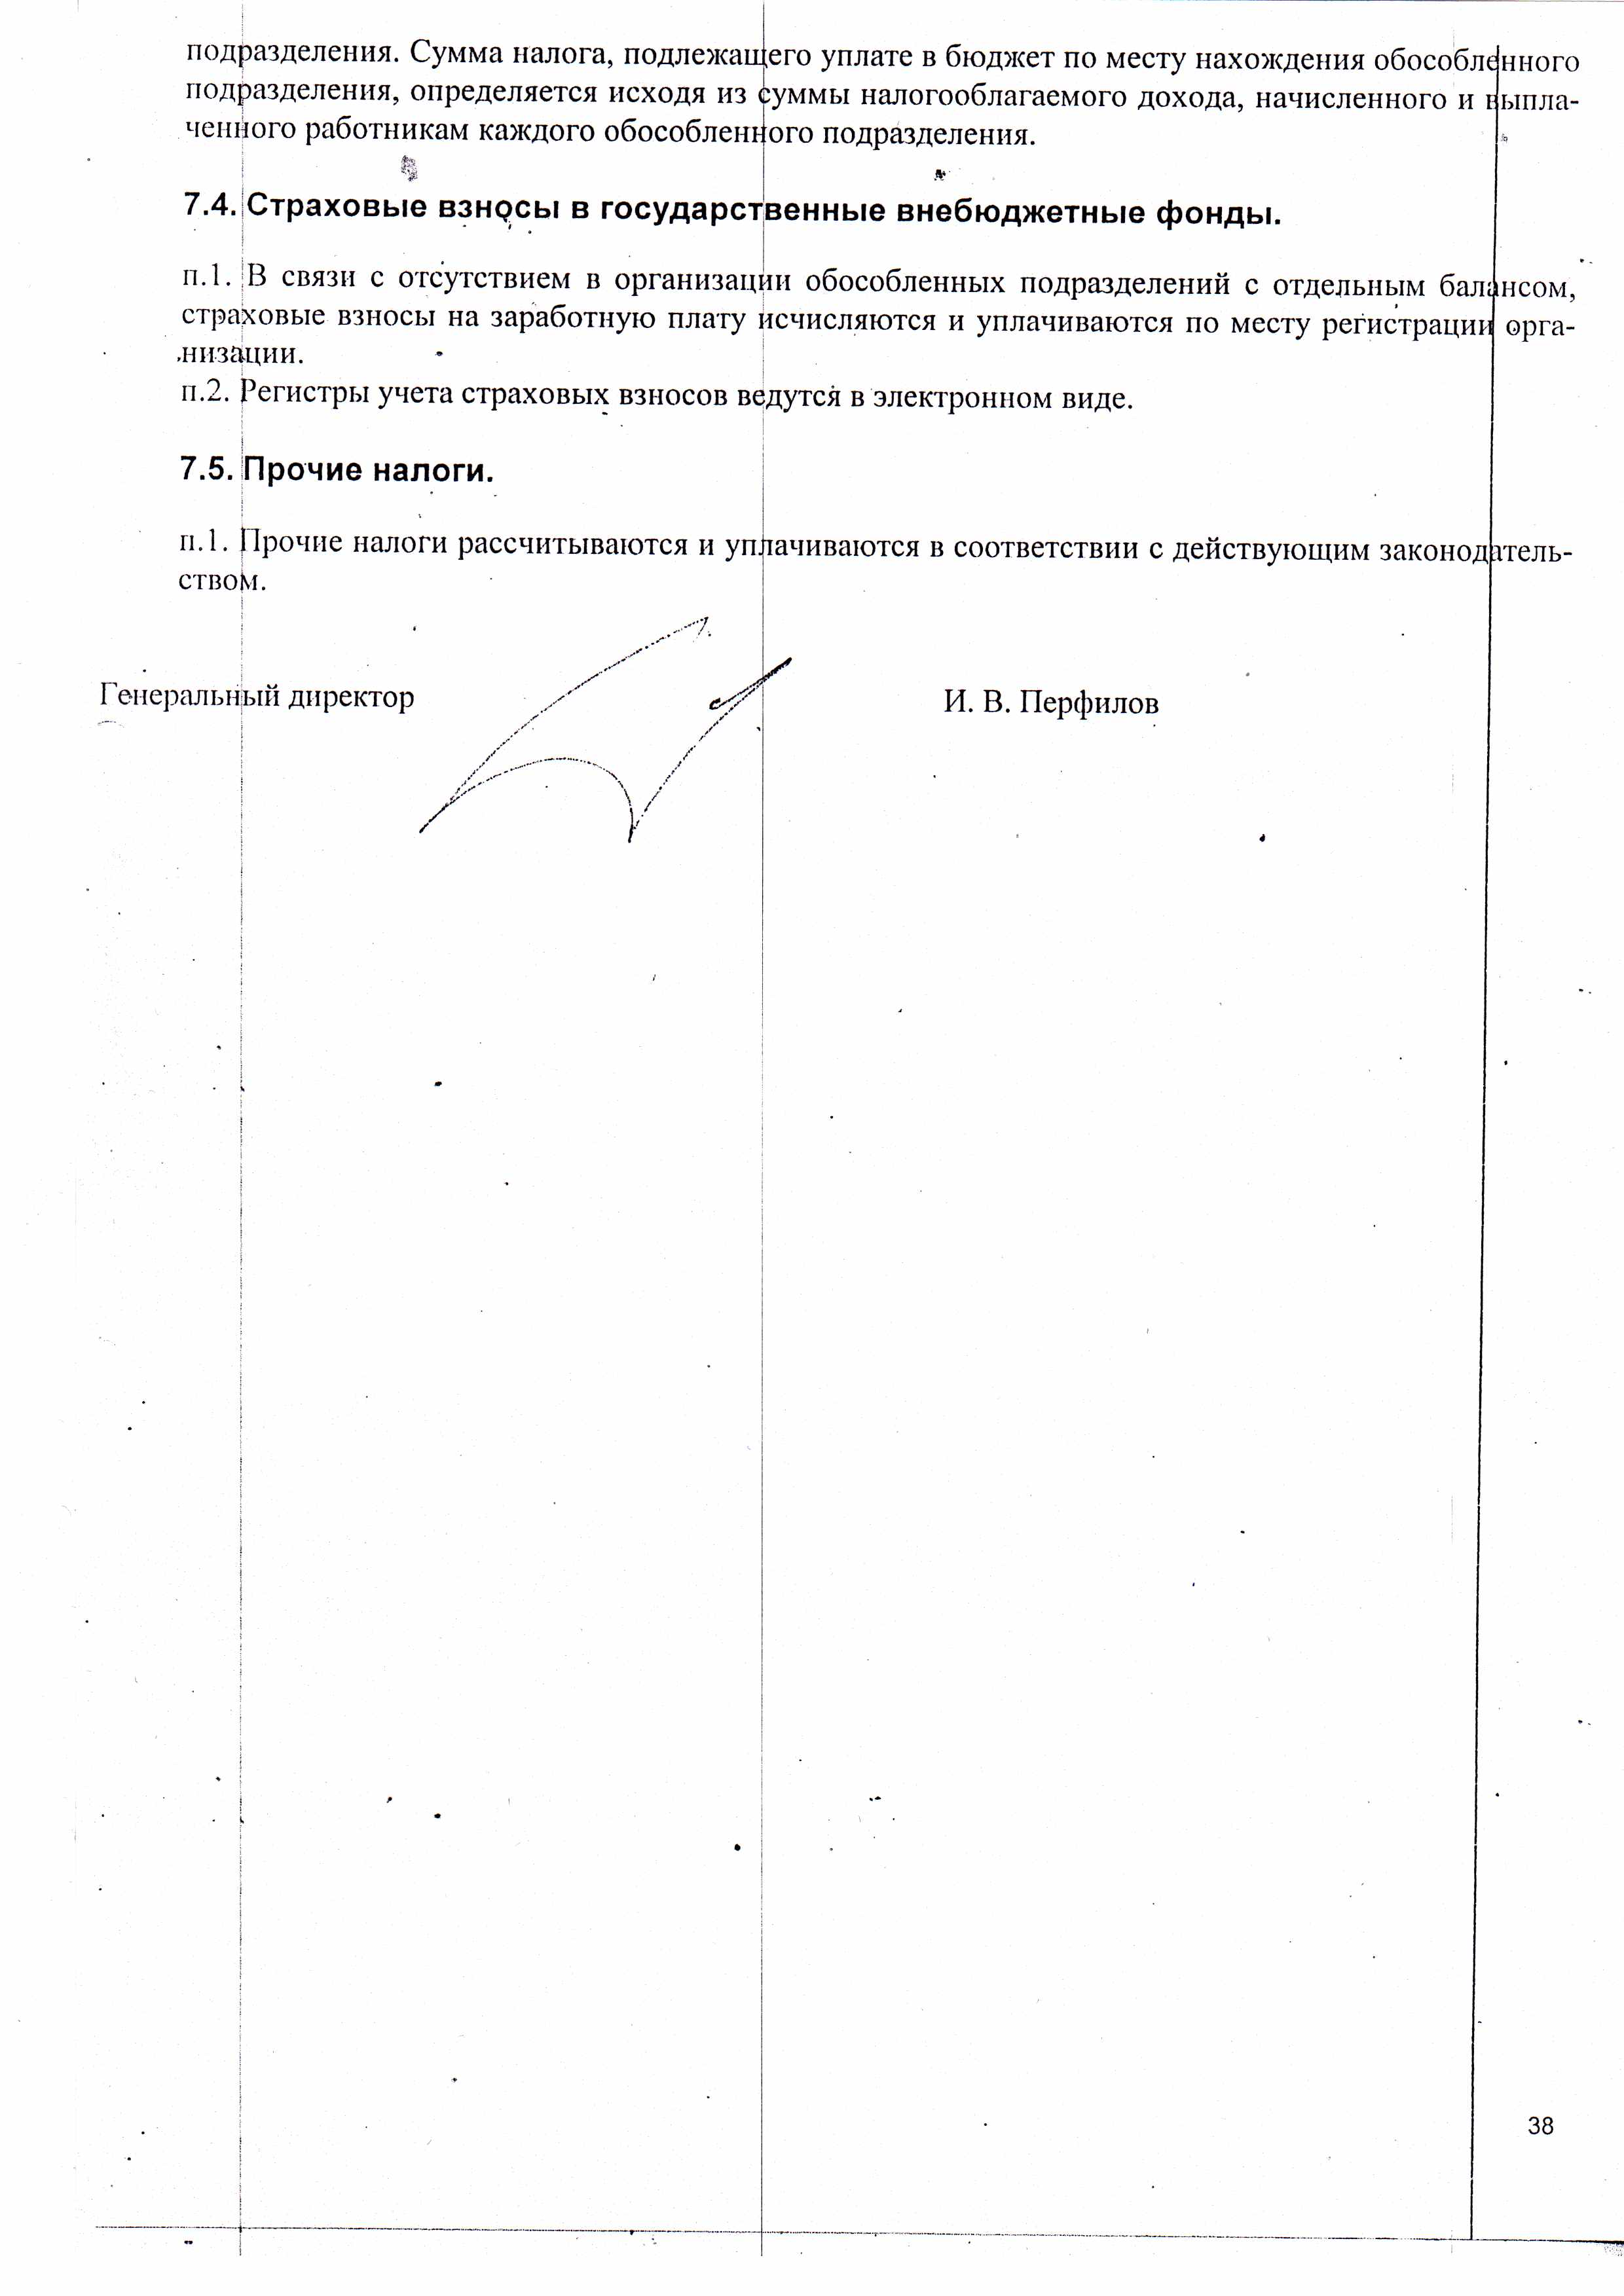 подразделения. Сумма налога, подлежащего уплате в бюджет по месту нахождения обособленного
подразделения, определяется исходя из суммы налогооблагаемого дохода, начисленного и выпла-
ченного работникам каждого обособленного подразделения.
7.4. Страховые взносы в государственные внебюджетные фонды.
п.1. В связи с отсутствием в организации обособленных подразделений с отдельным балансом,
страховые взносы на заработную плату исчисляются и уплачиваются по месту регистрации орга-
низации.
п.2. Регистры учета страховых взносов ведутся в электронном виде.
7.5. Прочие налоги.
п.1. Прочие налоги рассчитываются и уплачиваются в соответствии с действующим законодатель-
ством.
Генеральный директор И. В. Перфилов
38